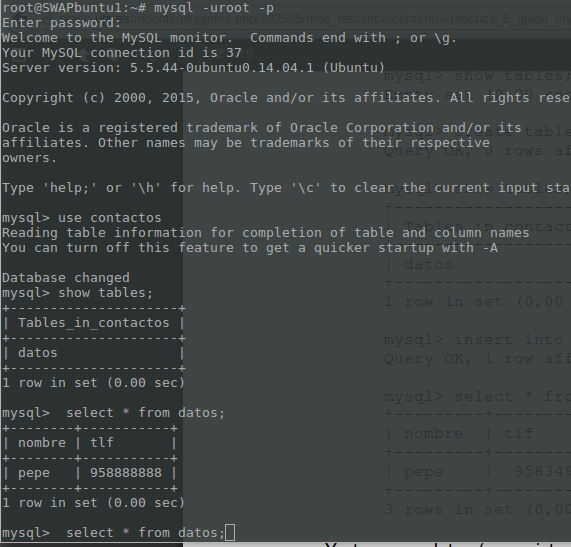 root@SWAPbuntu1:~# mysql -uroot -p
Enter password:
Welcome to the MySQL monitor.  Commands end with ; or \g.
Your MySQL connection id is 37
Server version: 5.5.44-0ubuntu0.14.04.1 (Ubuntu)
Copyright (c) 2000, 2015, Oracle and/or its affiliates. All rights rese
Oracle is a registered trademark of Oracle Corporation and/or its
affiliates. Other names may be trademarks of their respective
owners.
Type 'help;' or '\h' for help. Type '\c' to clear the current input sta
mysql> use contactos
Reading table information for completion of table and column names
You can turn off this feature to get a quicker startup with -A
Database changed
mysql> show tables;
+---------------------+
| Tables_in_contactos |
+---------------------+
| datos               |
+---------------------+
1 row in set (0.00 sec)
mysql>  select * from datos;
+--------+-----------+
| nombre | tlf       |
+--------+-----------+
| pepe   | 958888888 |
+--------+-----------+
1 row in set (0.00 sec)
mysql>  select * from datos;
mysql> show tables;
Query OK, 0 rows af
| Tables_in_contact
| datos
1 row in set (0,00
mysql> insert into
Query OK, 1 row aff
mysql> select * fro
| nombre | tlf
| pepe   | 958349
3 rows in set (0,00